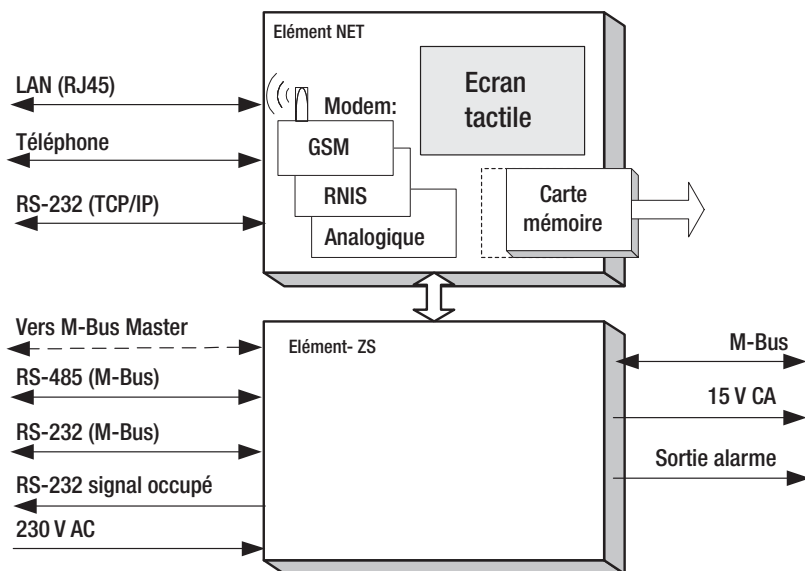 Elément NET
LAN (RJ45)
Téléphone
RS-232 (TCP/IP)
Modem:
GSM
RNIS
Analogique
Ecran
tactile
Carte
mémoire
Vers M-Bus Master
RS-485 (M-Bus)
RS-232 (M-Bus)
RS-232 signal occupé
230 V AC
Elément- ZS
M-Bus
15 V CA
Sortie alarme